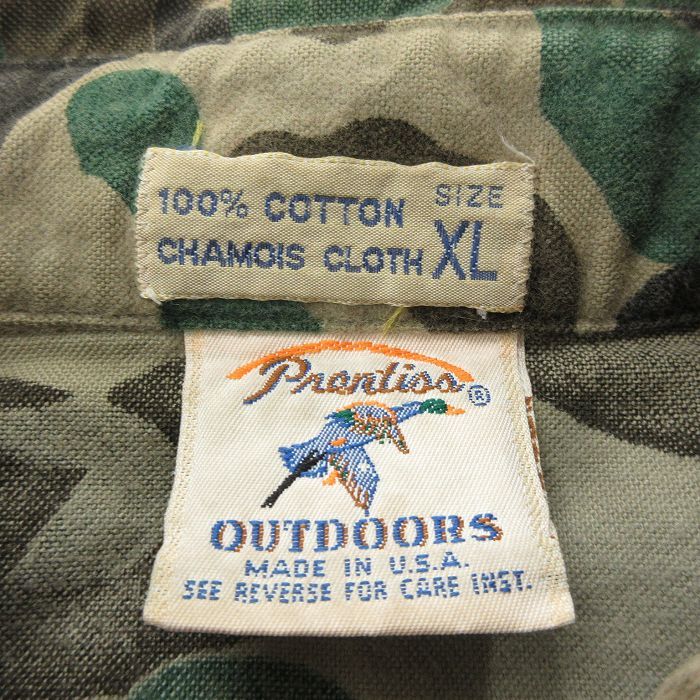 100% COTTON SIZE
CHAMOIS CLOTH XL
Prentiss ®
OUTDOORS
MADE IN U.S.A.
SEE REVERSE FOR CARE INST.